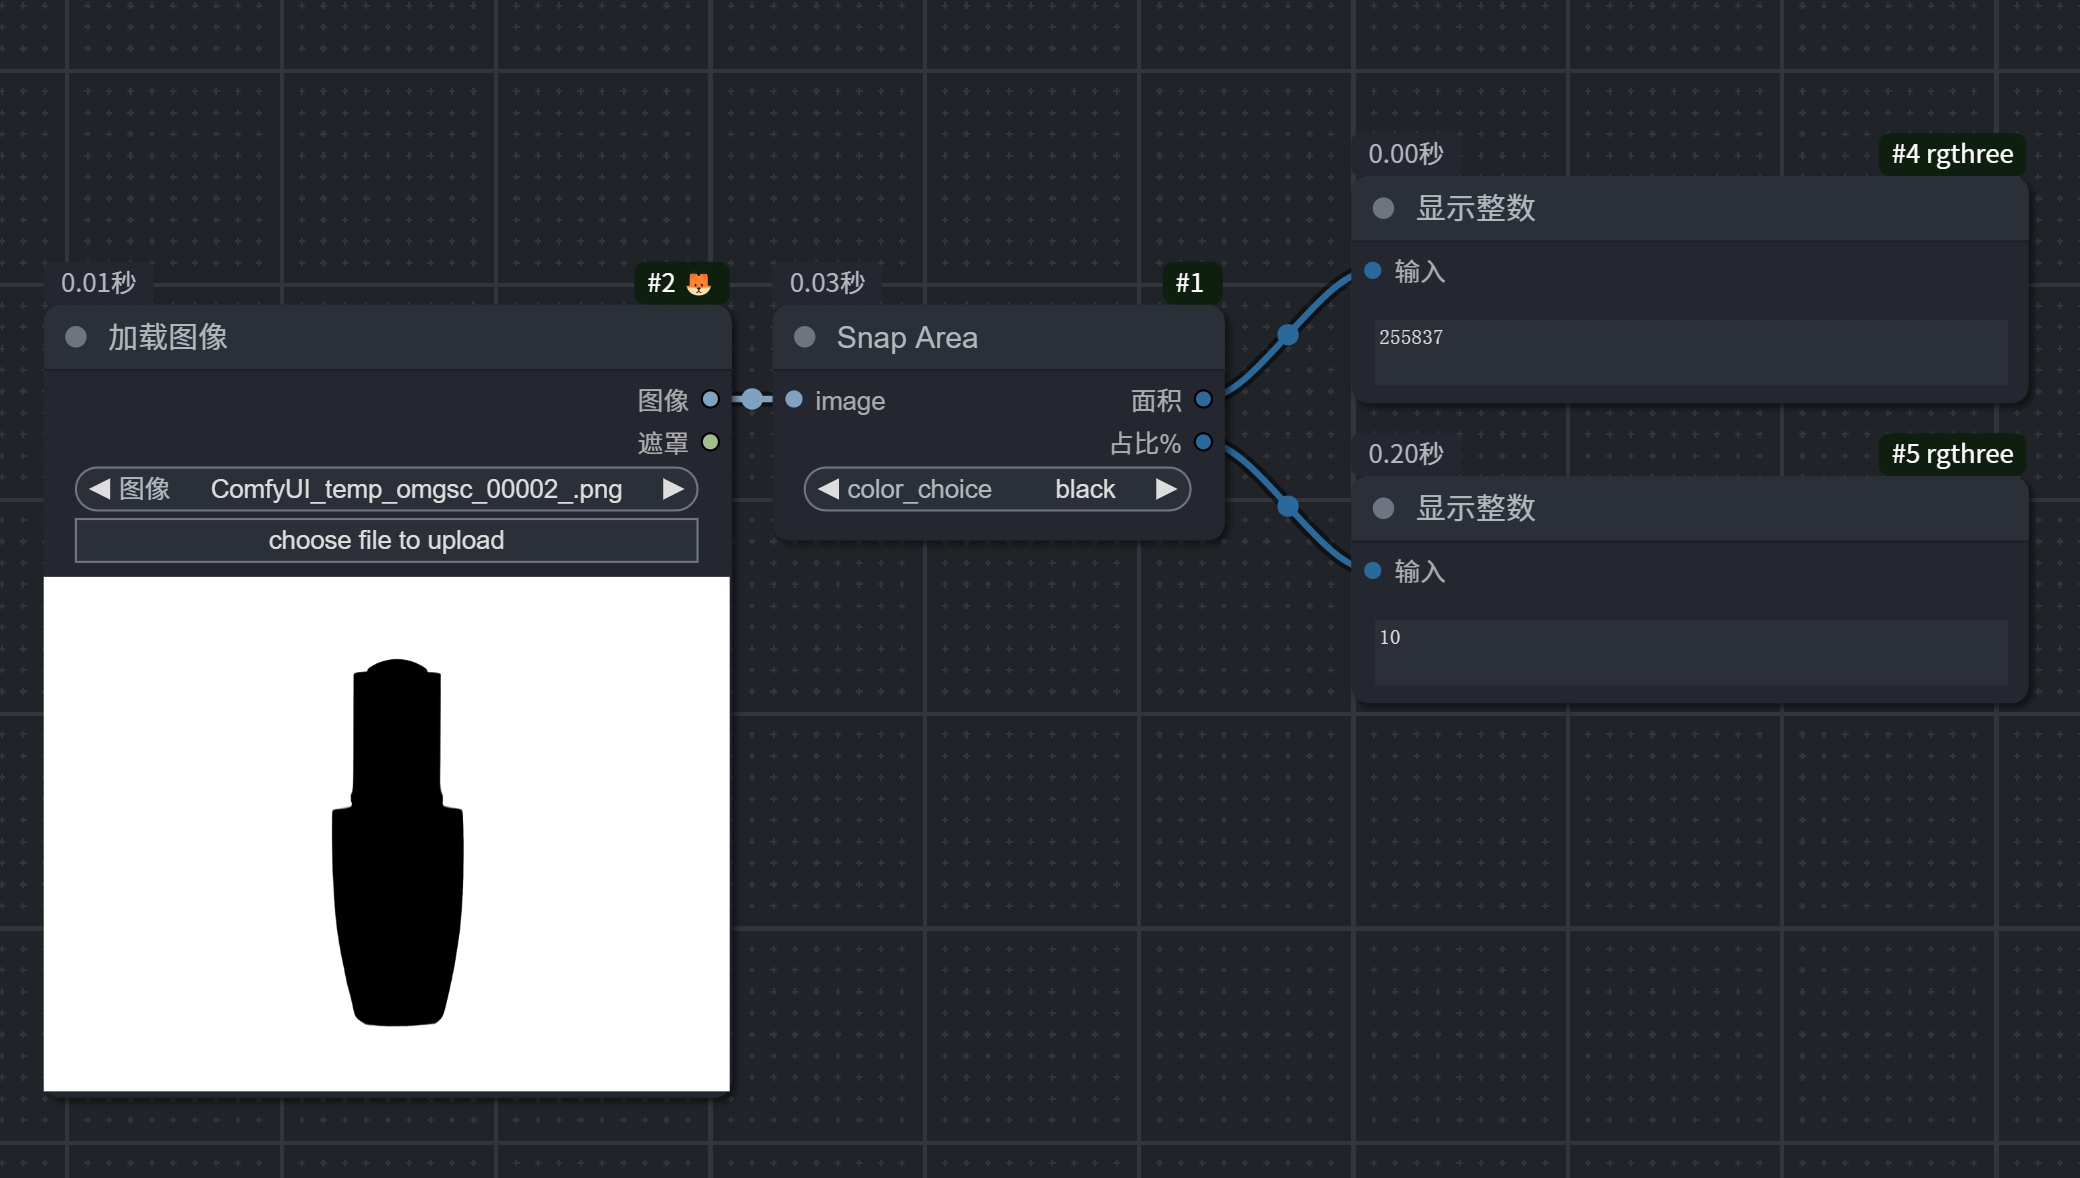 0.01秒
#2
加载图像
图像
遮罩
图像 ComfyUI_temp_omgsc_00002_.png
choose file to upload
0.03秒
#1
Snap Area
image 面积
占比%
color_choice black
0.00秒
#4 rgthree
显示整数
输入
255837
0.20秒
#5 rgthree
显示整数
输入
10